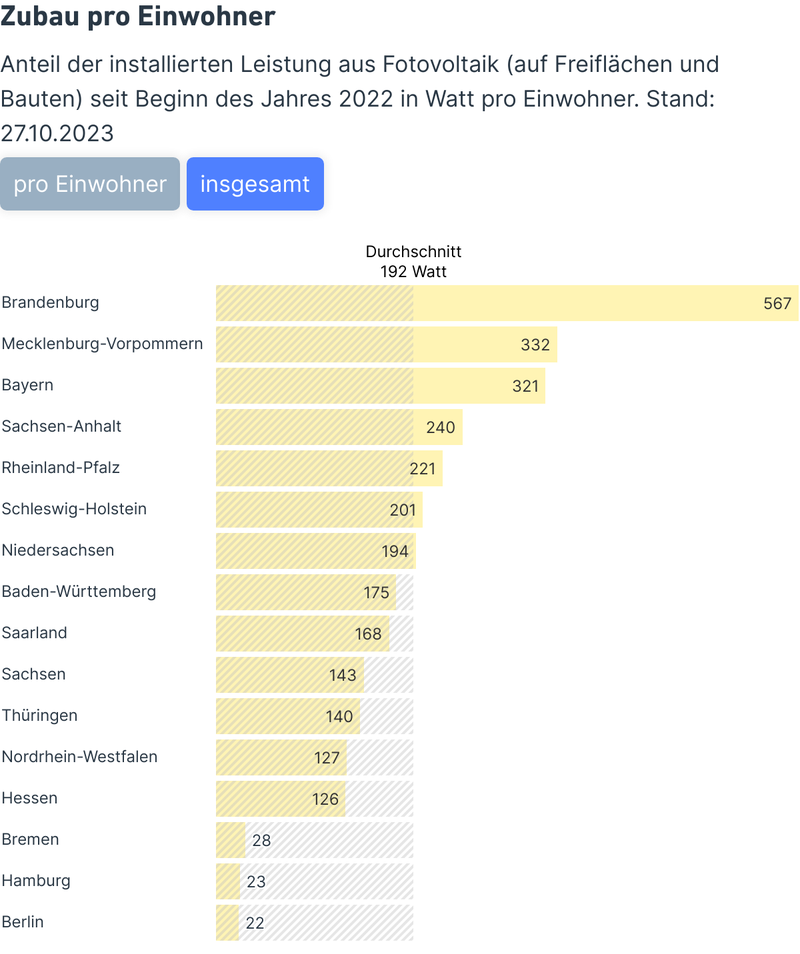 Zubau pro Einwohner
Anteil der installierten Leistung aus Fotovoltaik (auf Freiflächen und
Bauten) seit Beginn des Jahres 2022 in Watt pro Einwohner. Stand:
27.10.2023
pro Einwohner insgesamt
Durchschnitt
192 Watt
Brandenburg 567
Mecklenburg-Vorpommern 332
Bayern 321
Sachsen-Anhalt 240
Rheinland-Pfalz 221
Schleswig-Holstein 201
Niedersachsen 194
Baden-Württemberg 175
Saarland 168
Sachsen 143
Thüringen 140
Nordrhein-Westfalen 127
Hessen 126
Bremen 28
Hamburg 23
Berlin 22